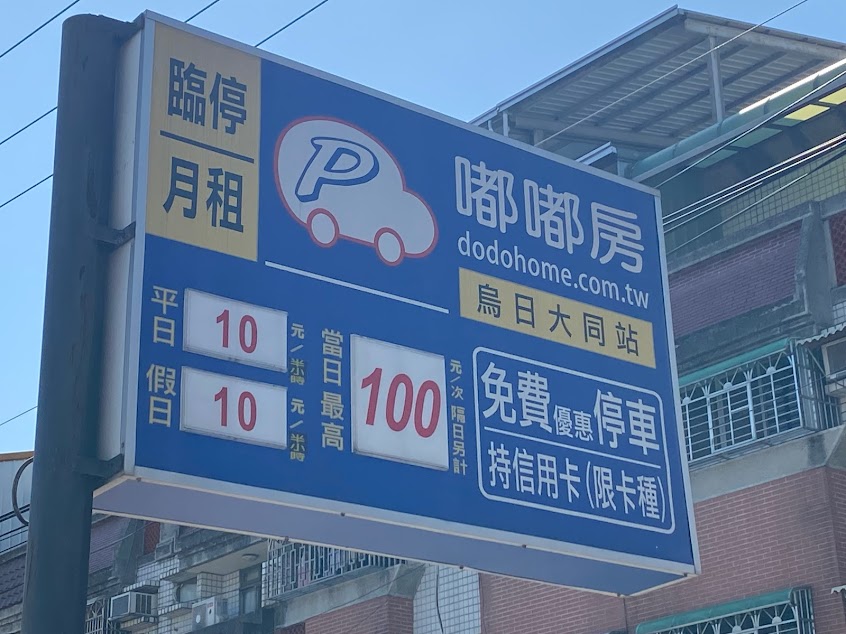 臨停
月租
P
嘟嘟房
dodohome.com.tw
烏日大同站
平日 10 元/半小時
假日 10 元/半小時
當日最高 100 元/次 隔日另計
免費優惠停車
持信用卡(限卡種)